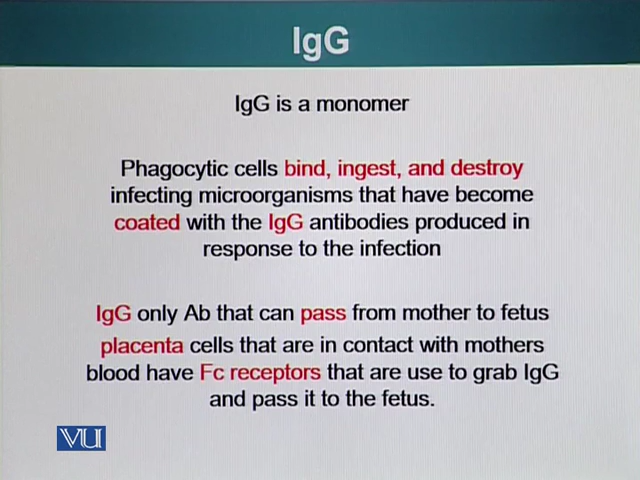 IgG
IgG is a monomer
Phagocytic cells bind, ingest, and destroy
infecting microorganisms that have become
coated with the IgG antibodies produced in
response to the infection
IgG only Ab that can pass from mother to fetus
placenta cells that are in contact with mothers
blood have Fc receptors that are use to grab IgG
and pass it to the fetus.
VU